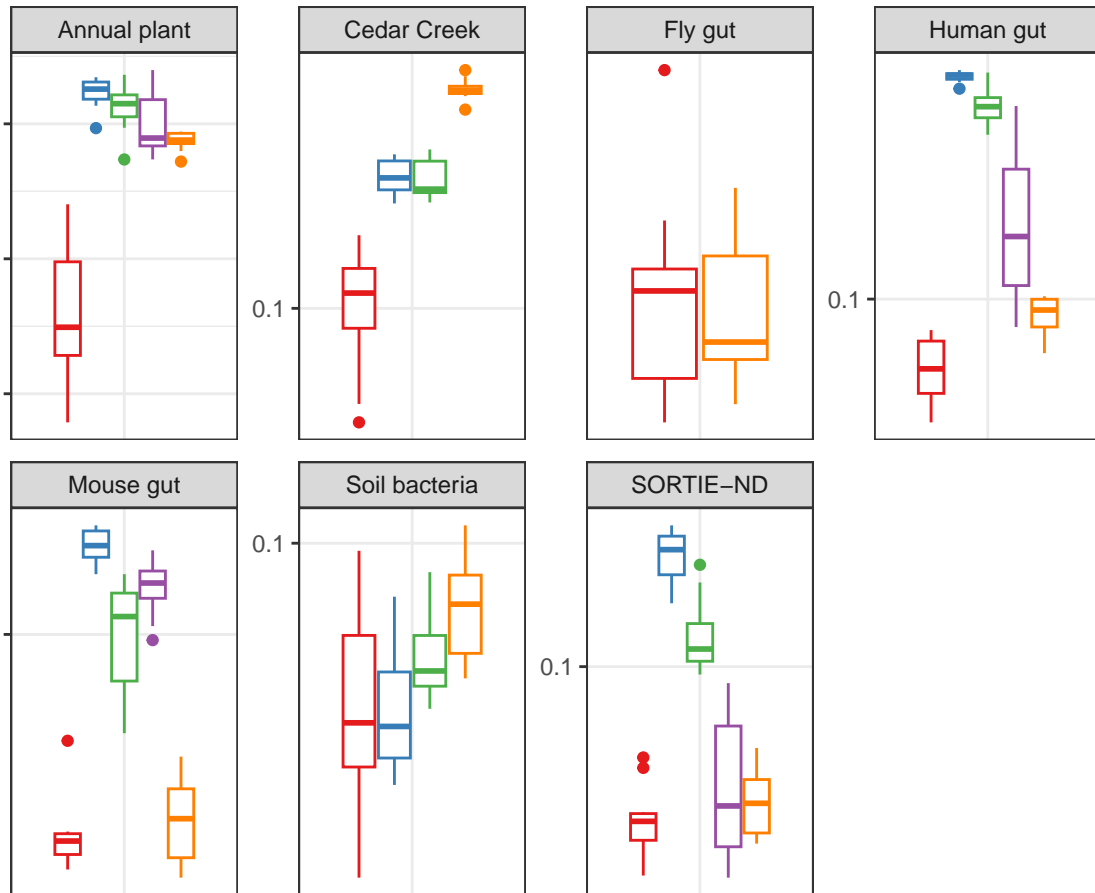 Annual plant
Cedar Creek
Fly gut
Human gut
0.1
0.1
Mouse gut
Soil bacteria
SORTIE−ND
0.1
0.1